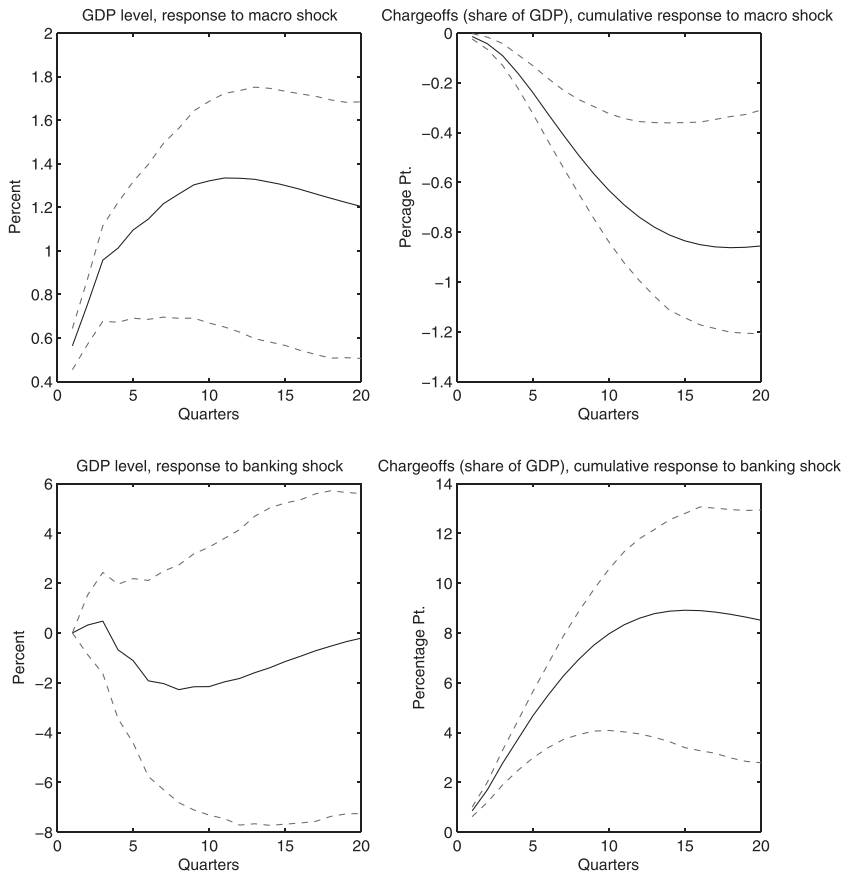 GDP level, response to macro shock
2
1.8
1.6
1.4
1.2
1
0.8
0.6
0.4
Percent
0 5 10 15 20
Quarters
Chargeoffs (share of GDP), cumulative response to macro shock
0
−0.2
−0.4
−0.6
−0.8
−1
−1.2
−1.4
Percage Pt.
0 5 10 15 20
Quarters
GDP level, response to banking shock
6
4
2
0
−2
−4
−6
−8
Percent
0 5 10 15 20
Quarters
Chargeoffs (share of GDP), cumulative response to banking shock
14
12
10
8
6
4
2
0
Percentage Pt.
0 5 10 15 20
Quarters